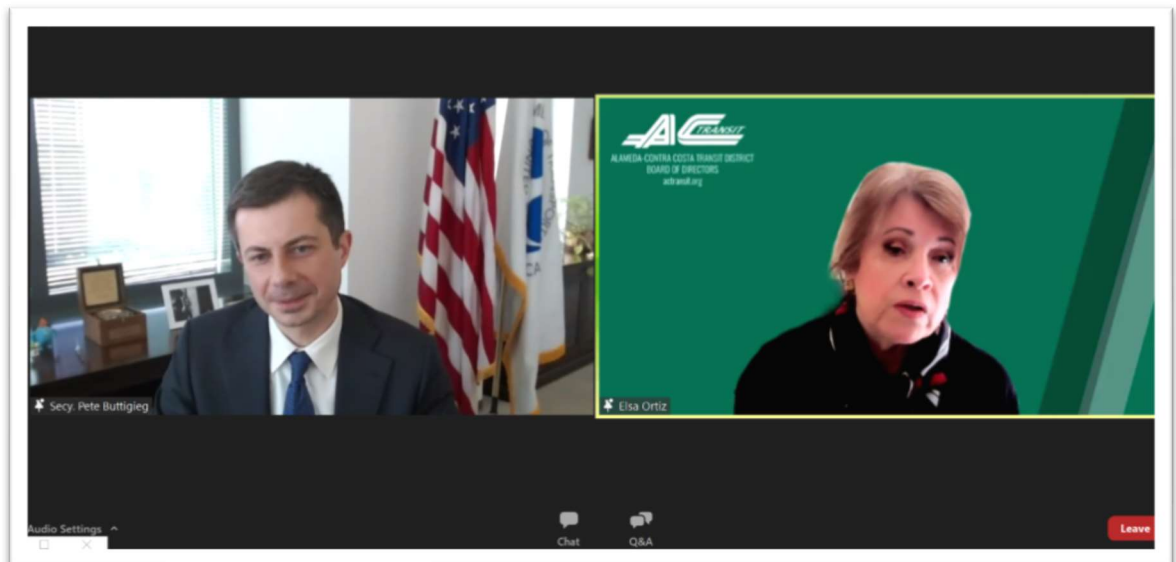 AC TRANSIT
ALAMEDA-CONTRA COSTA TRANSIT DISTRICT
BOARD OF DIRECTORS
actransit.org
Secy. Pete Buttigieg
Elsa Ortiz
Audio Settings
Chat
Q&A
Leave